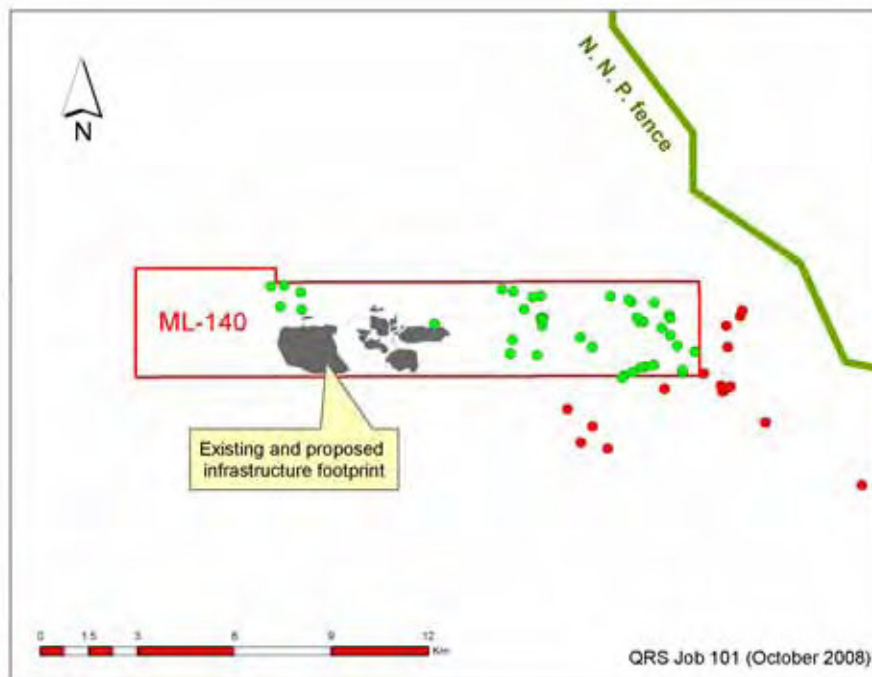 N. N. P. fence
N
ML-140
Existing and proposed
infrastructure footprint
0 1.5 3 6 9 12
Km
QRS Job 101 (October 2008)